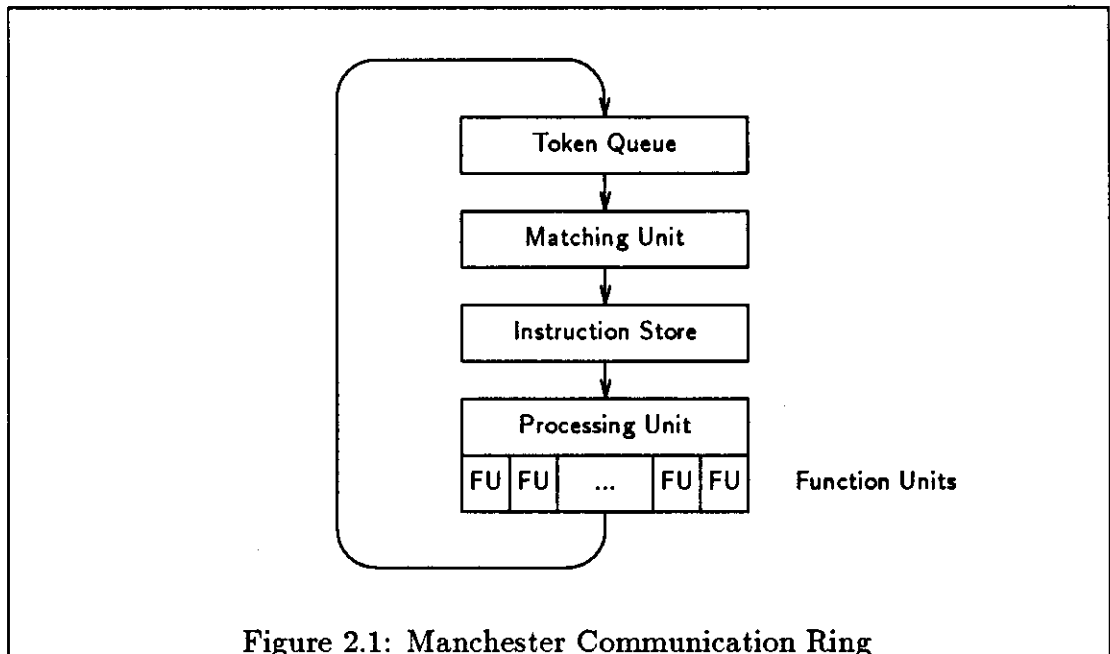 Token Queue
Matching Unit
Instruction Store
Processing Unit
FU FU ... FU FU Function Units
Figure 2.1: Manchester Communication Ring